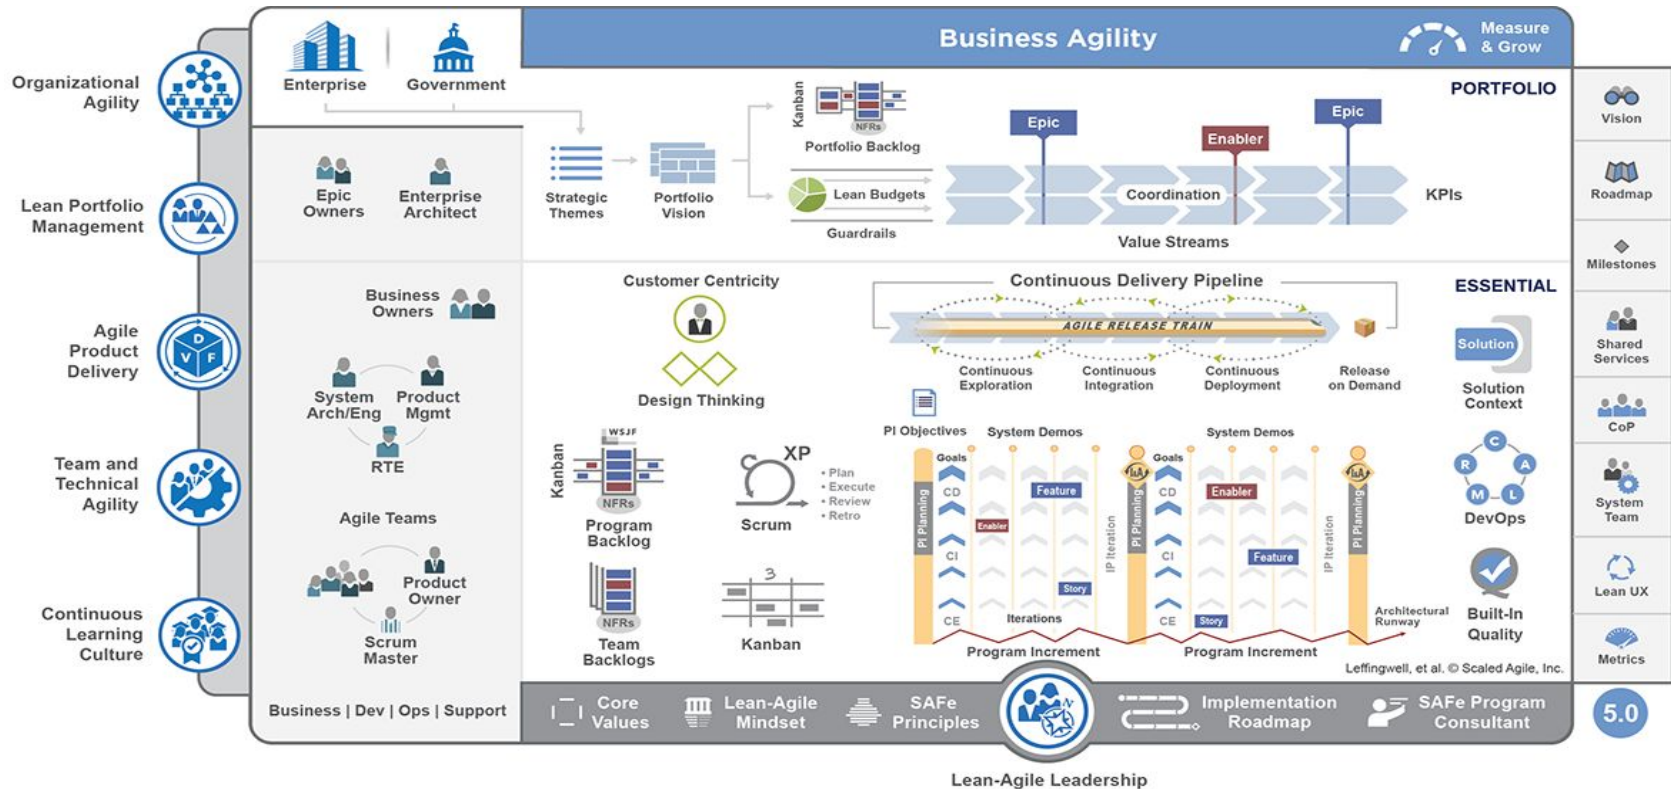 Business Agility
Measure
& Grow
Organizational
Agility
Lean Portfolio
Management
Agile
Product
Delivery
D
V
F
Team and
Technical
Agility
Continuous
Learning
Culture
Enterprise
Government
Epic
Owners
Enterprise
Architect
Business
Owners
System
Arch/Eng
Product
Mgmt
RTE
Agile Teams
Product
Owner
Scrum
Master
Business | Dev | Ops | Support
PORTFOLIO
Strategic
Themes
Portfolio
Vision
Kanban
NFRs
Portfolio Backlog
Lean Budgets
Guardrails
Epic
Enabler
Epic
Coordination
KPIs
Value Streams
ESSENTIAL
Customer Centricity
Design Thinking
Continuous Delivery Pipeline
AGILE RELEASE TRAIN
Continuous
Exploration
Continuous
Integration
Continuous
Deployment
Release
on Demand
Solution
Solution
Context
Kanban
WSJF
NFRs
Program
Backlog
XP
• Plan
• Execute
• Review
• Retro
Scrum
NFRs
Team
Backlogs
3
Kanban
PI Objectives
System Demos
System Demos
PI Planning
Goals
CD
CI
CE
Feature
Enabler
Story
Iterations
IP Iteration
I&A
PI Planning
Goals
CD
CI
CE
Enabler
Feature
Story
IP Iteration
I&A
PI Planning
Program Increment
Program Increment
Architectural
Runway
C
A
L
M
R
DevOps
Built-In
Quality
Leffingwell, et al. © Scaled Agile, Inc.
Core
Values
Lean-Agile
Mindset
SAFe
Principles
N
Implementation
Roadmap
SAFe Program
Consultant
Lean-Agile Leadership
Vision
Roadmap
Milestones
Shared
Services
CoP
System
Team
Lean UX
Metrics
5.0